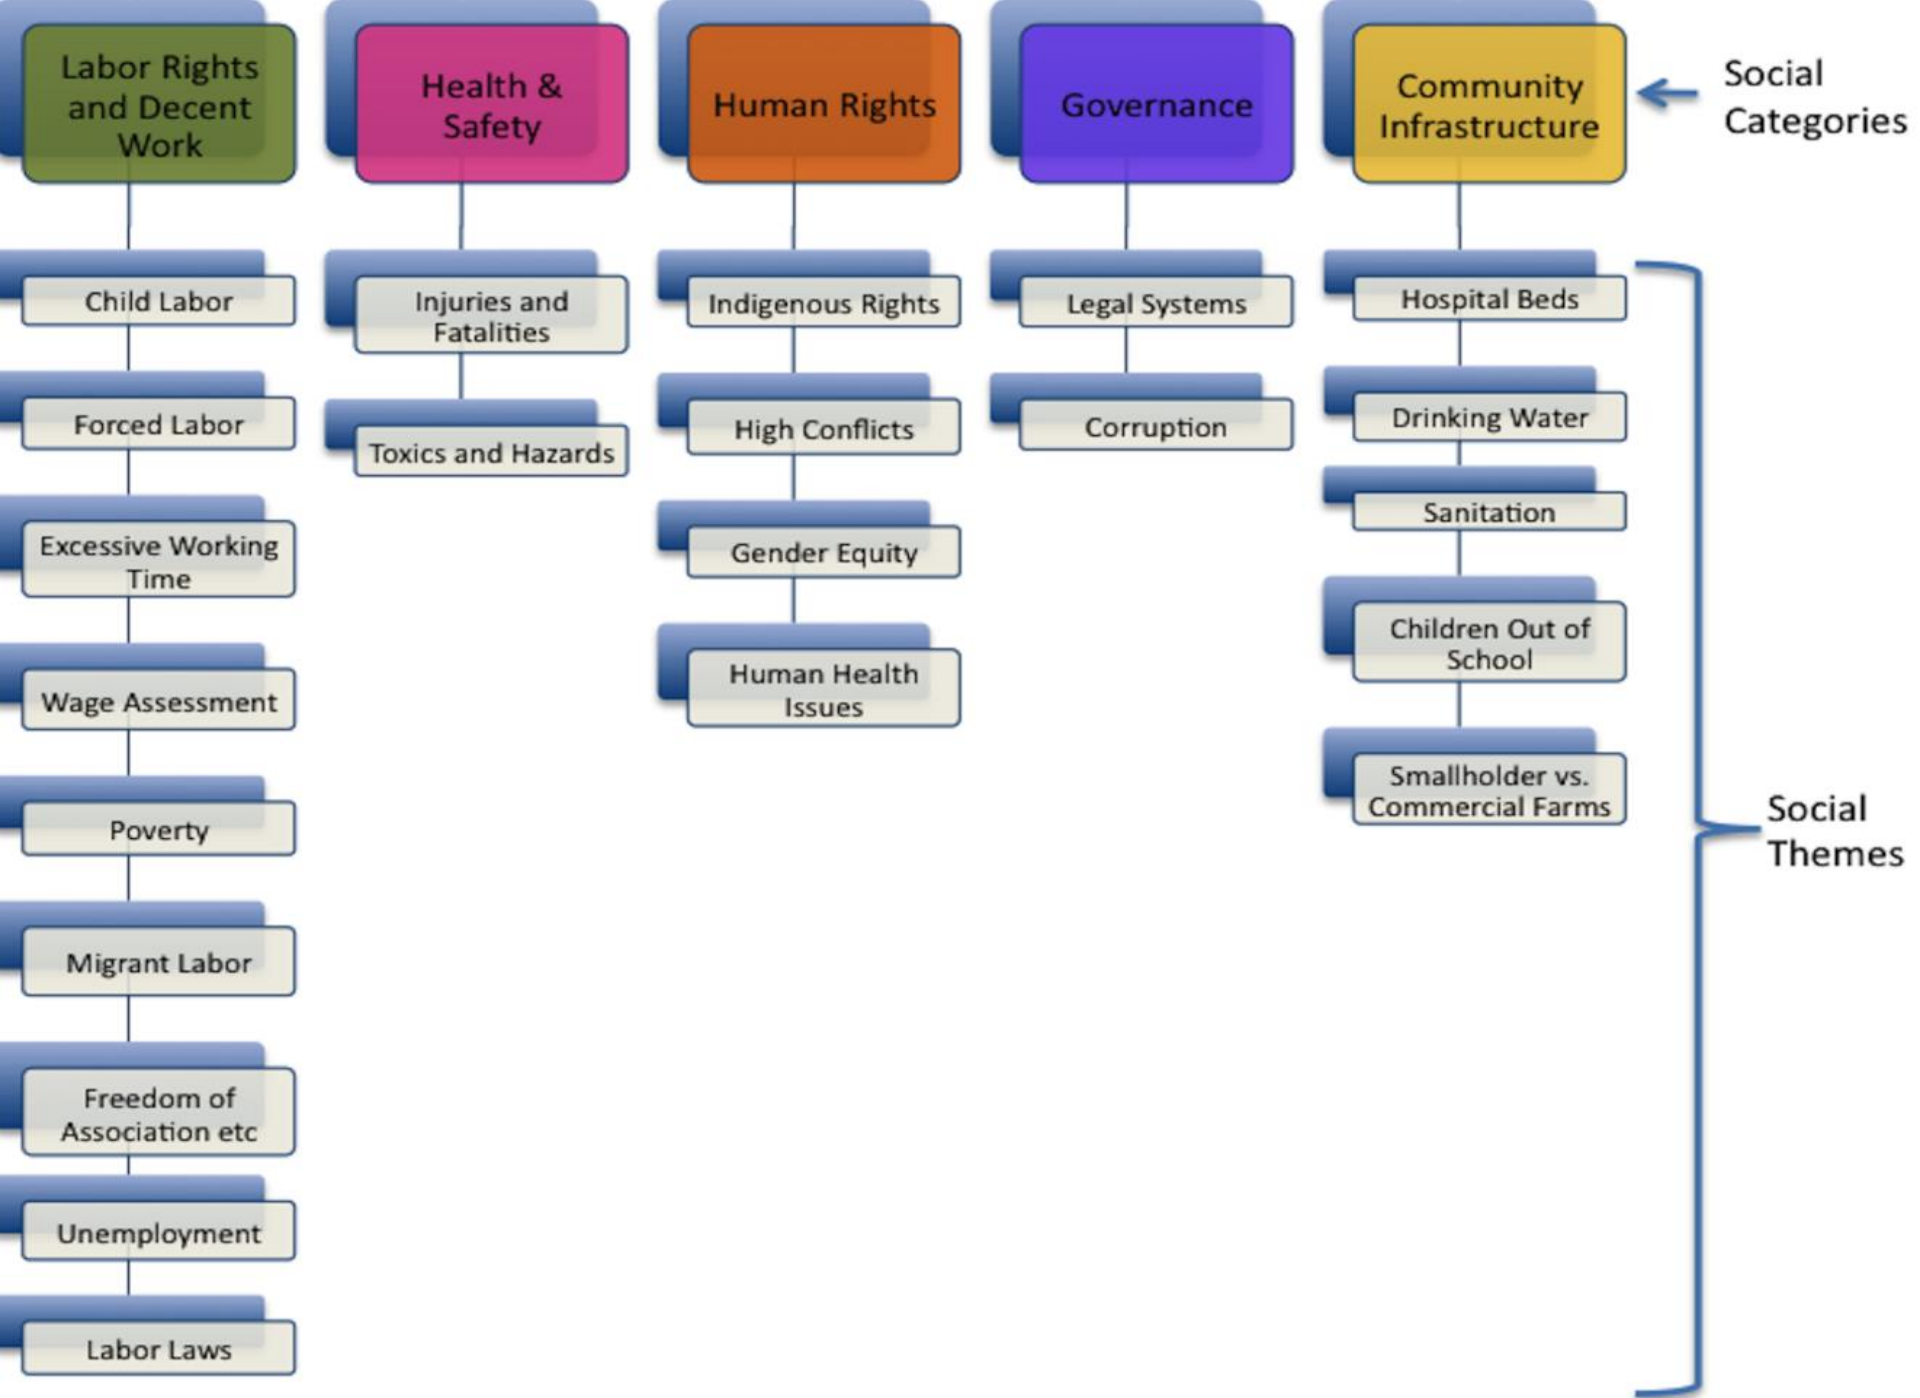 Labor Rights
and Decent
Work
Child Labor
Forced Labor
Excessive Working
Time
Wage Assessment
Poverty
Migrant Labor
Freedom of
Association etc
Unemployment
Labor Laws
Health &
Safety
Injuries and
Fatalities
Toxics and Hazards
Human Rights
Indigenous Rights
High Conflicts
Gender Equity
Human Health
Issues
Governance
Legal Systems
Corruption
Community
Infrastructure
Hospital Beds
Drinking Water
Sanitation
Children Out of
School
Smallholder vs.
Commercial Farms
Social
Categories
Social
Themes